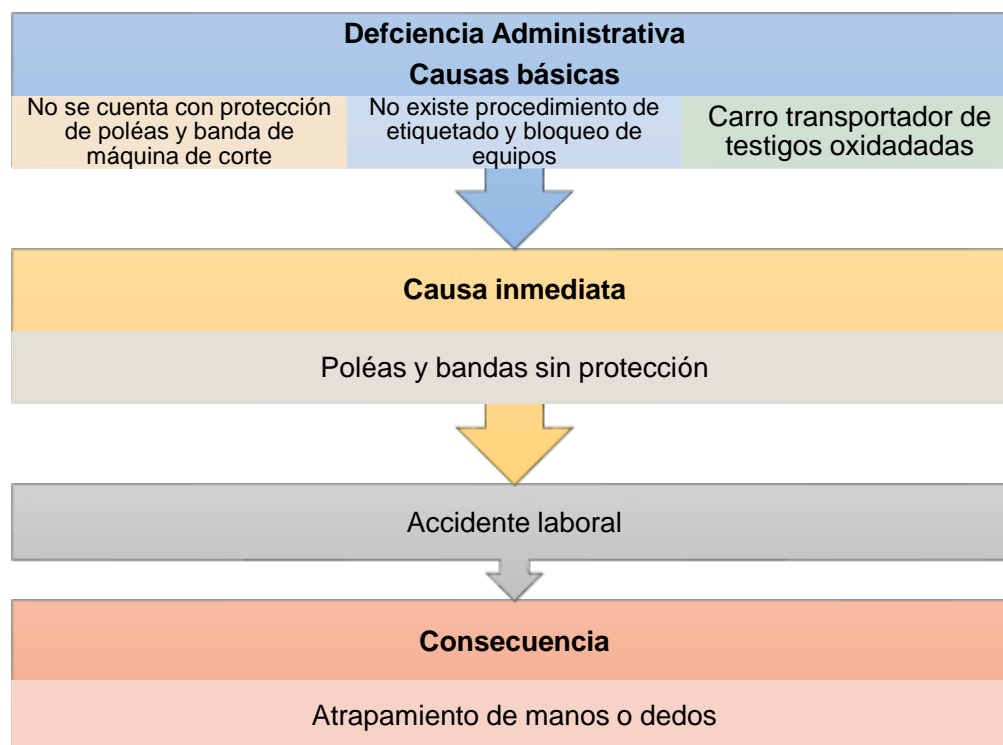 Defciencia Administrativa
Causas básicas
No se cuenta con protección
de poléas y banda de
máquina de corte
No existe procedimiento de
etiquetado y bloqueo de
equipos
Carro transportador de
testigos oxidadadas
Causa inmediata
Poléas y bandas sin protección
Accidente laboral
Consecuencia
Atrapamiento de manos o dedos